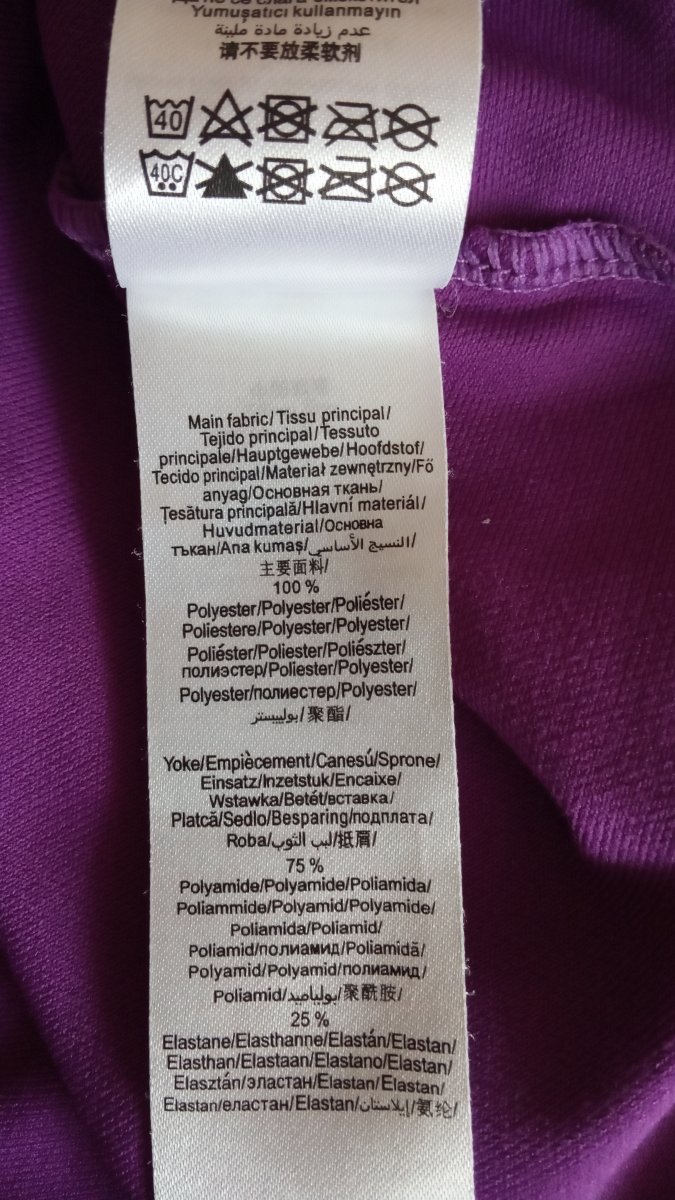 Yumuşatici kullanmayın
عدم زيادة مادة ملينة
请不要放柔软剂
40
40C
Main fabric/Tissu principal/
Tejido principal/Tessuto
principale/Hauptgewebe/Hoofdstof/
Tecido principal/Materiał zewnętrzny/Fő
anyag/Основная ткань/
Țesătura principală/Hlavní materiál/
Huvudmaterial/Основна
тъкан/Ana kumaş/النسيج الأساسي/
主要面料/
100 %
Polyester/Polyester/Poliéster/
Poliestere/Polyester/Polyester/
Poliéster/Poliester/Poliészter/
полиэстер/Poliester/Polyester/
Polyester/полиестер/Polyester/
بولييستر/聚酯/
Yoke/Empiècement/Canesú/Sprone/
Einsatz/Inzetstuk/Encaixe/
Wstawka/Betét/вставка/
Platcă/Sedlo/Besparing/подплата/
Roba/لبب الثوب/抵肩/
75 %
Polyamide/Polyamide/Poliamida/
Poliammide/Polyamid/Polyamide/
Poliamida/Poliamid/
Poliamid/полиамид/Poliamidă/
Polyamid/Polyamid/полиамид/
Poliamid/بولياميد/聚酰胺/
25 %
Elastane/Elasthanne/Elastán/Elastan/
Elasthan/Elastaan/Elastano/Elastan/
Elasztán/эластан/Elastan/Elastan/
Elastan/еластан/Elastan/إيلاستان/氨纶/